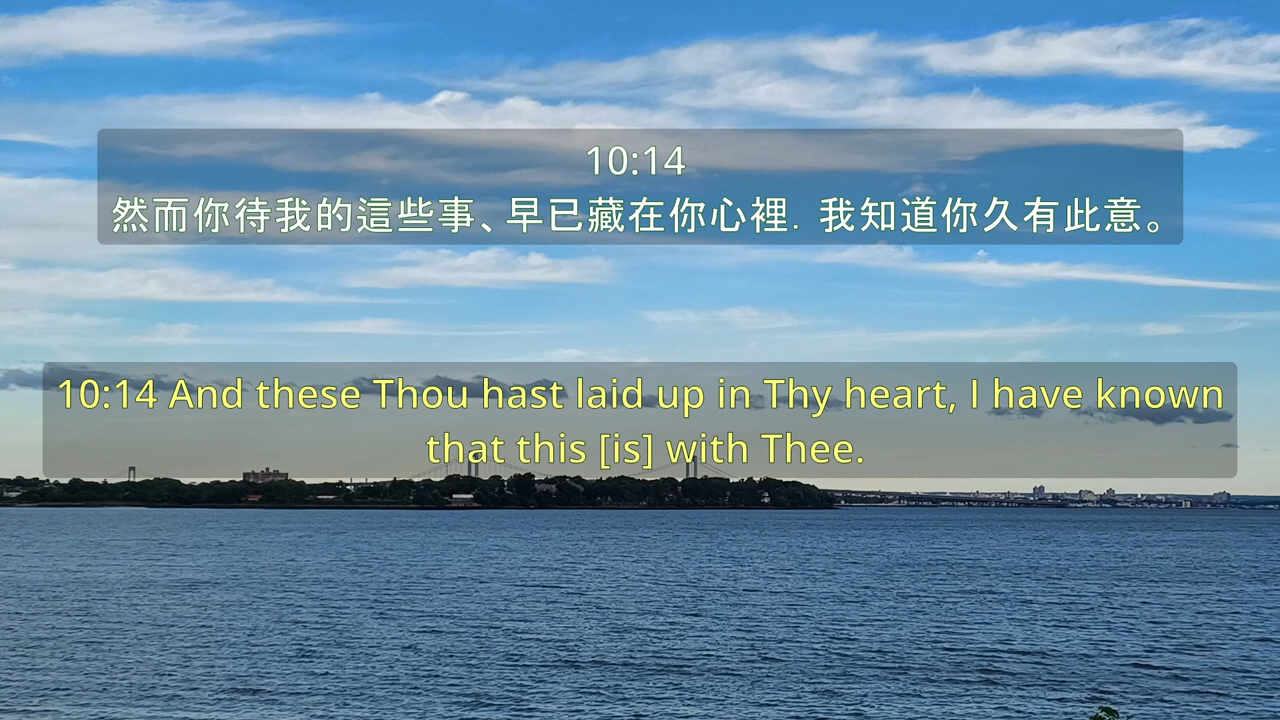 10:14
然而你待我的這些事、早已藏在你心裡．我知道你久有此意。
10:14 And these Thou hast laid up in Thy heart, I have known
that this [is] with Thee.